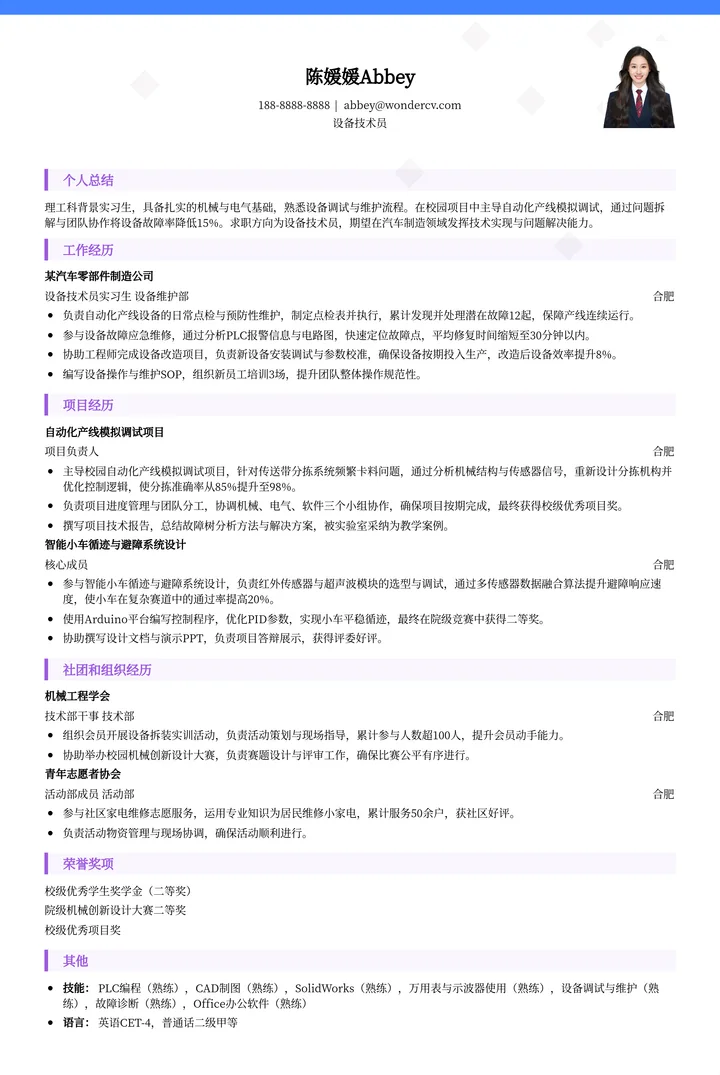 陈媛媛Abbey
188-8888-8888 | abbey@wondercv.com
设备技术员
个人总结
理工科背景实习生，具备扎实的机械与电气基础，熟悉设备调试与维护流程。在校园项目中主导自动化产线模拟调试，通过问题拆
解与团队协作将设备故障率降低15%。求职方向为设备技术员，期望在汽车制造领域发挥技术实现与问题解决能力。
工作经历
某汽车零部件制造公司
设备技术员实习生 设备维护部 合肥
• 负责自动化产线设备的日常点检与预防性维护，制定点检表并执行，累计发现并处理潜在故障12起，保障产线连续运行。
• 参与设备故障应急维修，通过分析PLC报警信息与电路图，快速定位故障点，平均修复时间缩短至30分钟以内。
• 协助工程师完成设备改造项目，负责新设备安装调试与参数校准，确保设备按期投入生产，改造后设备效率提升8%。
• 编写设备操作与维护SOP，组织新员工培训3场，提升团队整体操作规范性。
项目经历
自动化产线模拟调试项目
项目负责人 合肥
• 主导校园自动化产线模拟调试项目，针对传送带分拣系统频繁卡料问题，通过分析机械结构与传感器信号，重新设计分拣机构并
优化控制逻辑，使分拣准确率从85%提升至98%。
• 负责项目进度管理与团队分工，协调机械、电气、软件三个小组协作，确保项目按期完成，最终获得校级优秀项目奖。
• 撰写项目技术报告，总结故障树分析方法与解决方案，被实验室采纳为教学案例。
智能小车循迹与避障系统设计
核心成员 合肥
• 参与智能小车循迹与避障系统设计，负责红外传感器与超声波模块的选型与调试，通过多传感器数据融合算法提升避障响应速
度，使小车在复杂赛道中的通过率提高20%。
• 使用Arduino平台编写控制程序，优化PID参数，实现小车平稳循迹，最终在院级竞赛中获得二等奖。
• 协助撰写设计文档与演示PPT，负责项目答辩展示，获得评委好评。
社团和组织经历
机械工程学会
技术部干事 技术部 合肥
• 组织会员开展设备拆装实训活动，负责活动策划与现场指导，累计参与人数超100人，提升会员动手能力。
• 协助举办校园机械创新设计大赛，负责赛题设计与评审工作，确保比赛公平有序进行。
青年志愿者协会
活动部成员 活动部 合肥
• 参与社区家电维修志愿服务，运用专业知识为居民维修小家电，累计服务50余户，获社区好评。
• 负责活动物资管理与现场协调，确保活动顺利进行。
荣誉奖项
校级优秀学生奖学金（二等奖）
院级机械创新设计大赛二等奖
校级优秀项目奖
其他
• 技能： PLC编程（熟练），CAD制图（熟练），SolidWorks（熟练），万用表与示波器使用（熟练），设备调试与维护（熟
练），故障诊断（熟练），Office办公软件（熟练）
• 语言： 英语CET-4，普通话二级甲等